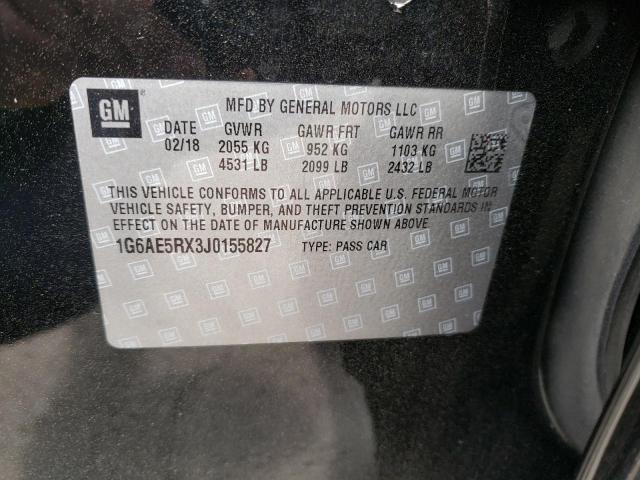 GM
MFD BY GENERAL MOTORS LLC
DATE GVWR GAWR FRT GAWR RR
02/18 2055 KG 952 KG 1103 KG
4531 LB 2099 LB 2432 LB
THIS VEHICLE CONFORMS TO ALL APPLICABLE U.S. FEDERAL MOTOR
VEHICLE SAFETY, BUMPER, AND THEFT PREVENTION STANDARDS IN
EFFECT ON THE DATE OF MANUFACTURE SHOWN ABOVE.
1G6AE5RX3J0155827 TYPE: PASS CAR